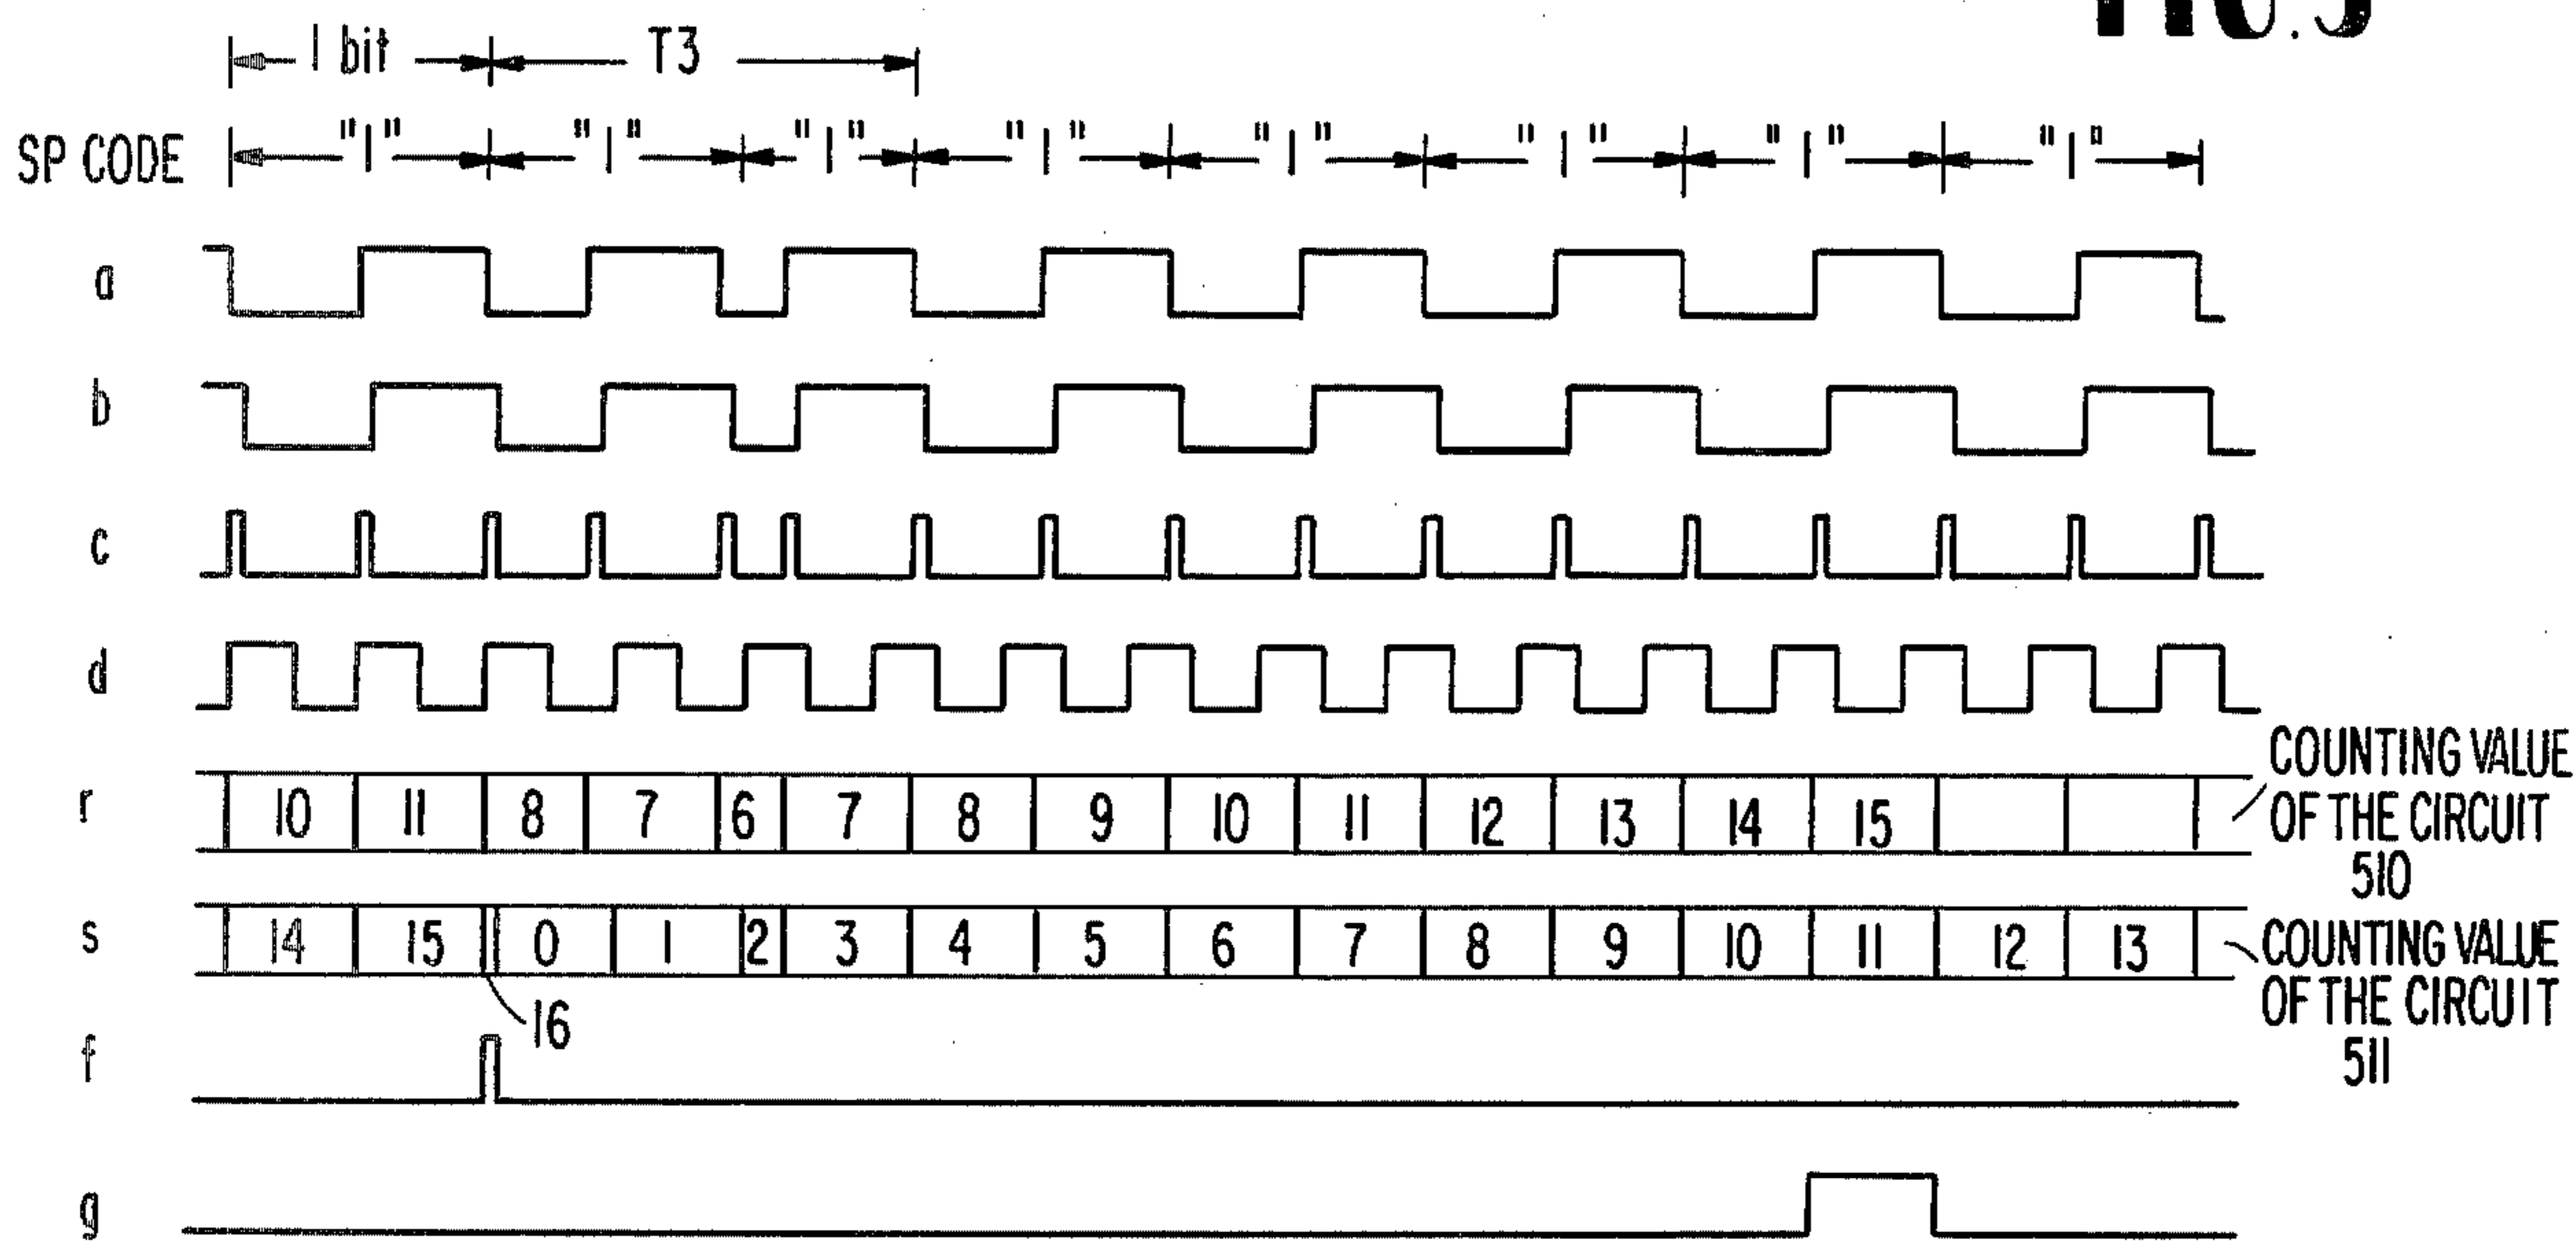 1 bit T3
SP CODE "1" "1" "1" "1" "1" "1" "1" "1"
a
b
c
d
r 10 11 8 7 6 7 8 9 10 11 12 13 14 15
COUNTING VALUE
OF THE CIRCUIT
510
s 14 15 0 1 2 3 4 5 6 7 8 9 10 11 12 13
COUNTING VALUE
OF THE CIRCUIT
511
16
f
g